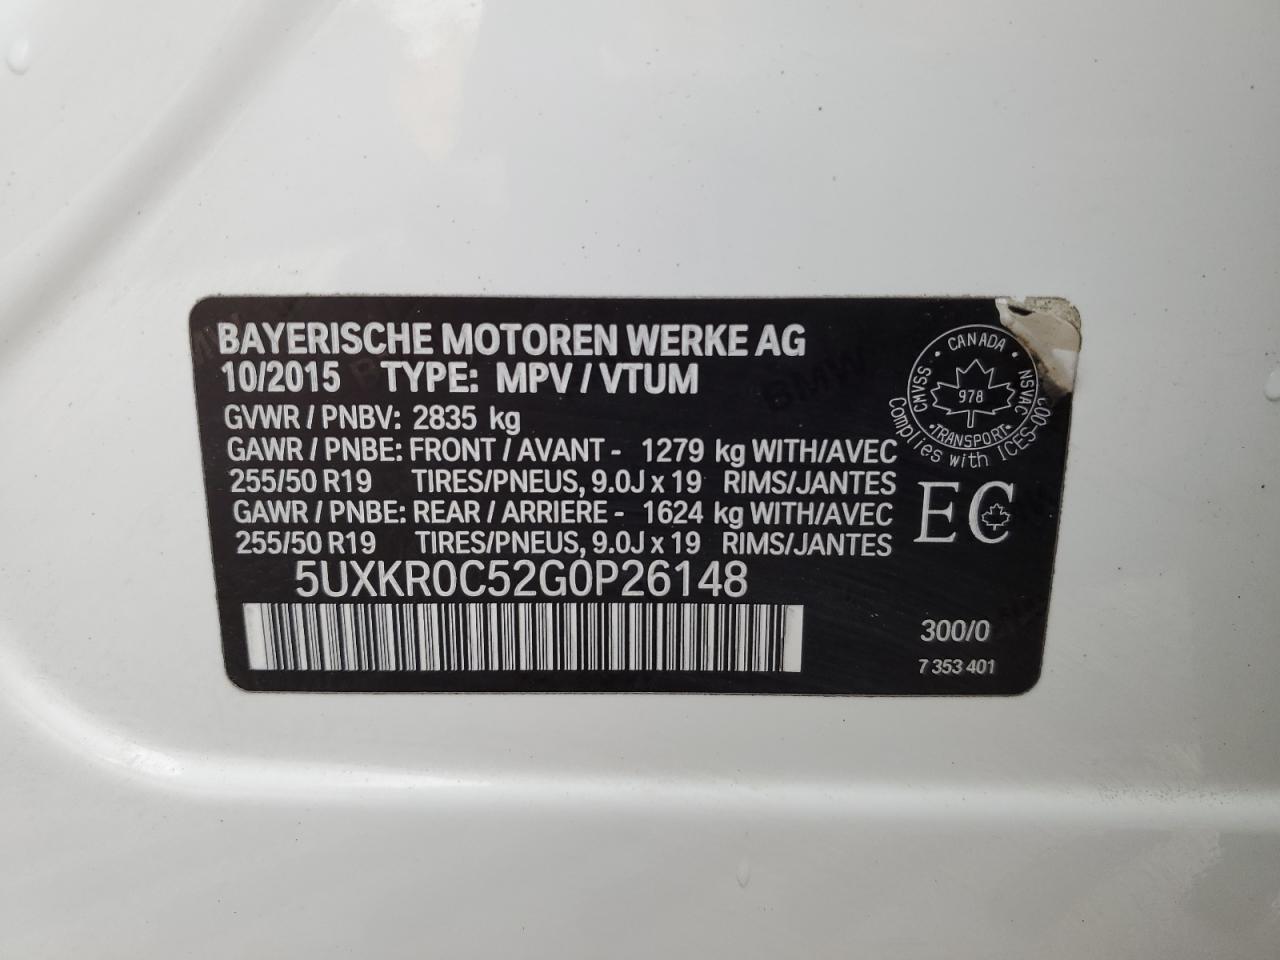 BAYERISCHE MOTOREN WERKE AG
10/2015 TYPE: MPV / VTUM
GVWR / PNBV: 2835 kg
GAWR / PNBE: FRONT / AVANT - 1279 kg WITH/AVEC
255/50 R19 TIRES/PNEUS, 9.0J x 19 RIMS/JANTES
GAWR / PNBE: REAR / ARRIERE - 1624 kg WITH/AVEC
255/50 R19 TIRES/PNEUS, 9.0J x 19 RIMS/JANTES
5UXKR0C52G0P26148
CANADA
CMVSS
NSVAC
978
TRANSPORT
Complies with ICES-002
EC
300/0
7 353 401
BMW